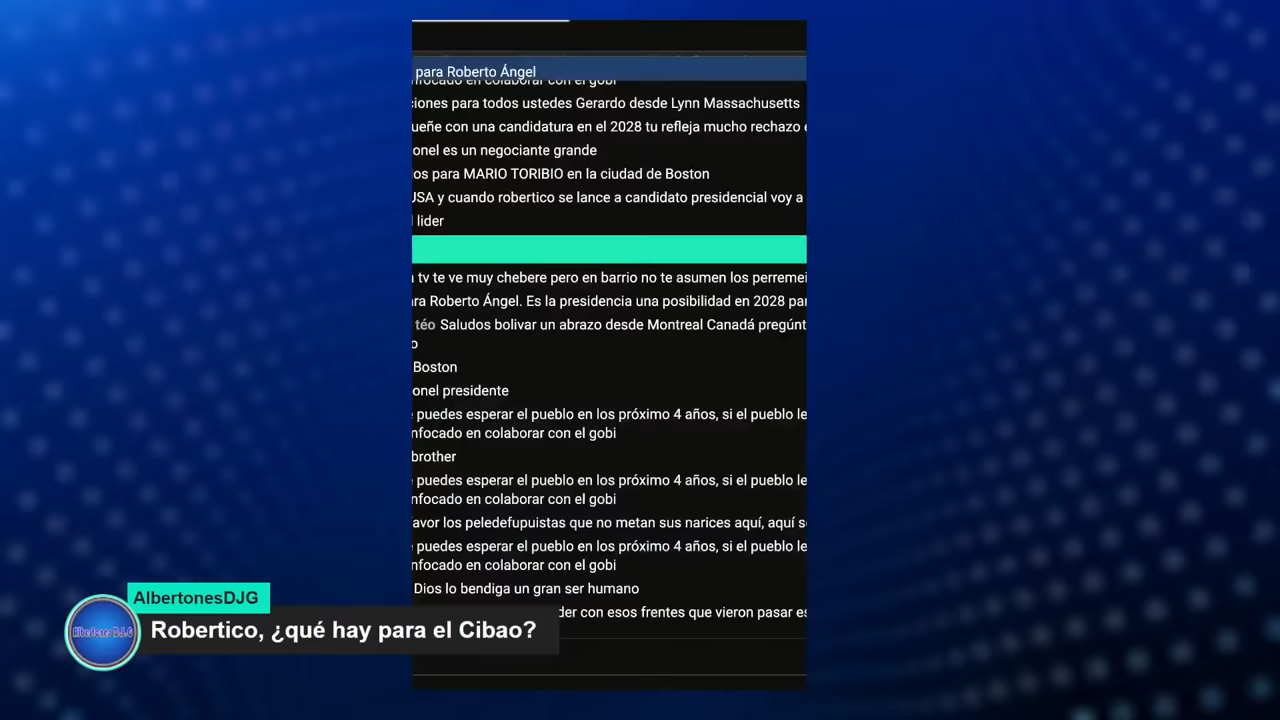 para Roberto Ángel
nfocado en colaborar con el gobi
ciones para todos ustedes Gerardo desde Lynn Massachusetts
ueñe con una candidatura en el 2028 tu refleja mucho rechazo e
onel es un negociante grande
os para MARIO TORIBIO en la ciudad de Boston
USA y cuando robertico se lance a candidato presidencial voy a
l lider
a tv te ve muy chebere pero en barrio no te asumen los perremei
ara Roberto Ángel. Es la presidencia una posibilidad en 2028 par
téo Saludos bolivar un abrazo desde Montreal Canadá pregúnt
o
Boston
onel presidente
e puedes esperar el pueblo en los próximo 4 años, si el pueblo le
nfocado en colaborar con el gobi
brother
e puedes esperar el pueblo en los próximo 4 años, si el pueblo le
nfocado en colaborar con el gobi
favor los peledefupuistas que no metan sus narices aquí, aquí s
e puedes esperar el pueblo en los próximo 4 años, si el pueblo le
nfocado en colaborar con el gobi
Dios lo bendiga un gran ser humano
der con esos frentes que vieron pasar es
AlbertonesDJG
Albertones D.J.G
Robertico, ¿qué hay para el Cibao?